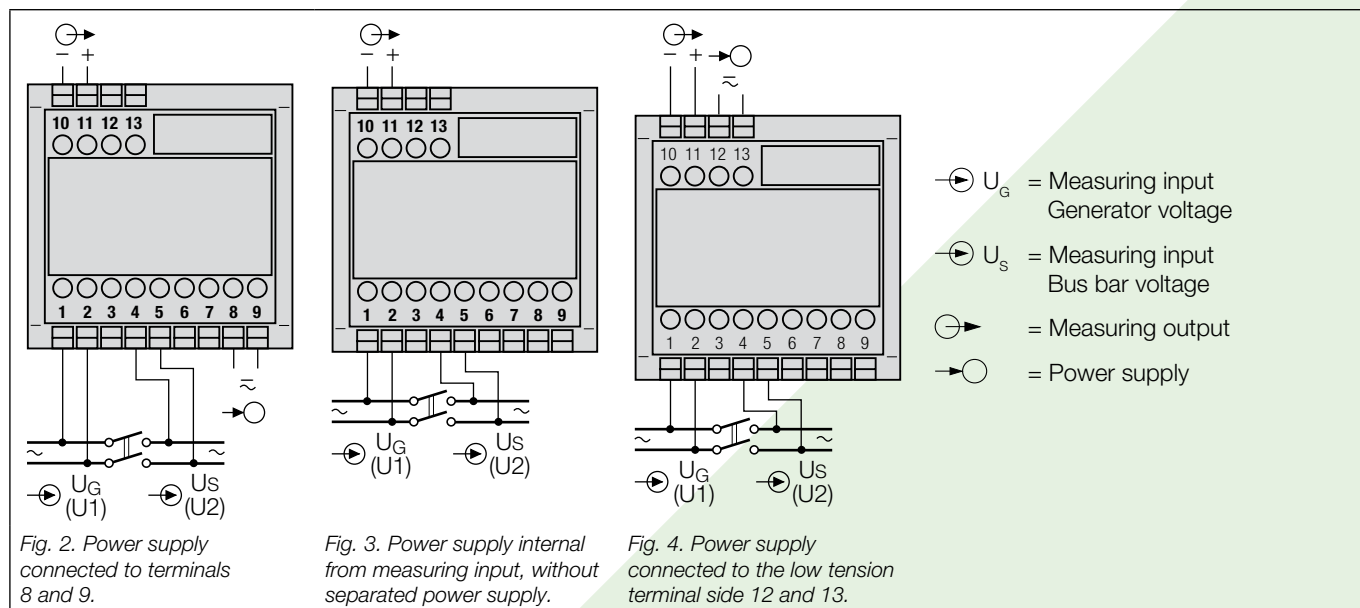 − +
10 11 12 13
1 2 3 4 5 6 7 8 9
≂
~ ~
UG US
(U1) (U2)
Fig. 2. Power supply
connected to terminals
8 and 9.
− +
10 11 12 13
1 2 3 4 5 6 7 8 9
~ ~
UG US
(U1) (U2)
Fig. 3. Power supply internal
from measuring input, without
separated power supply.
− +
≂
10 11 12 13
1 2 3 4 5 6 7 8 9
~ ~
UG US
(U1) (U2)
Fig. 4. Power supply
connected to the low tension
terminal side 12 and 13.
UG = Measuring input
Generator voltage
US = Measuring input
Bus bar voltage
= Measuring output
= Power supply